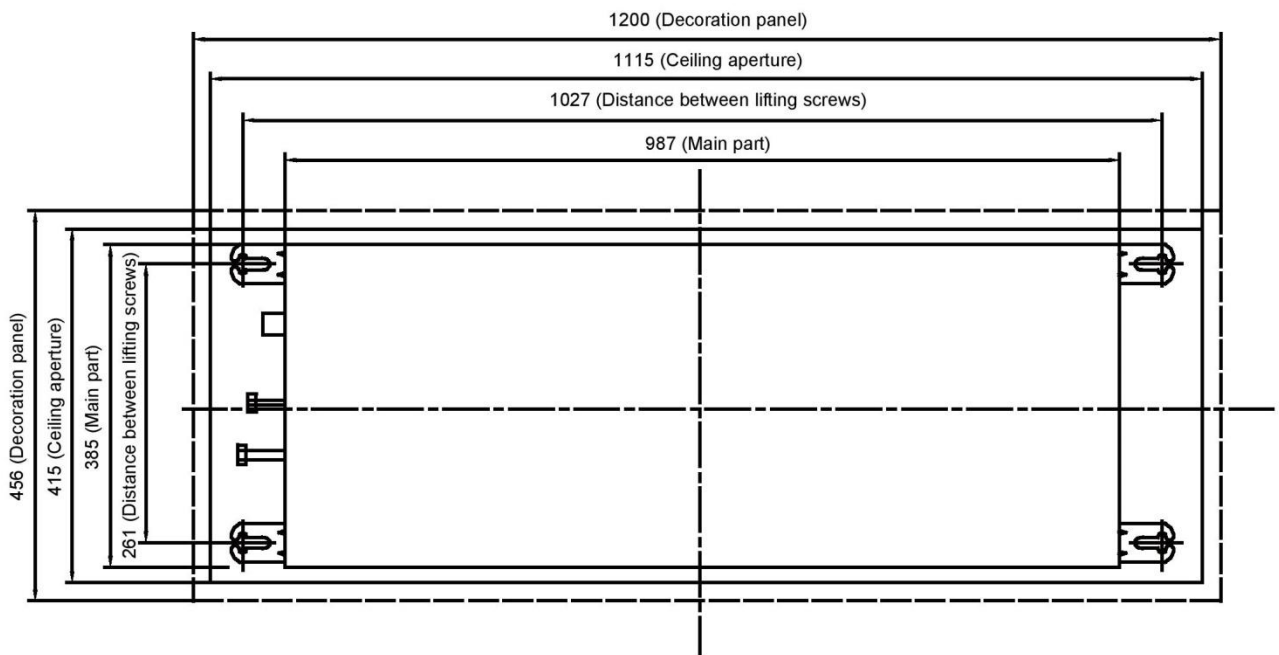 1200 (Decoration panel)
1115 (Ceiling aperture)
1027 (Distance between lifting screws)
987 (Main part)
456 (Decoration panel)
415 (Ceiling aperture)
385 (Main part)
261 (Distance between lifting screws)